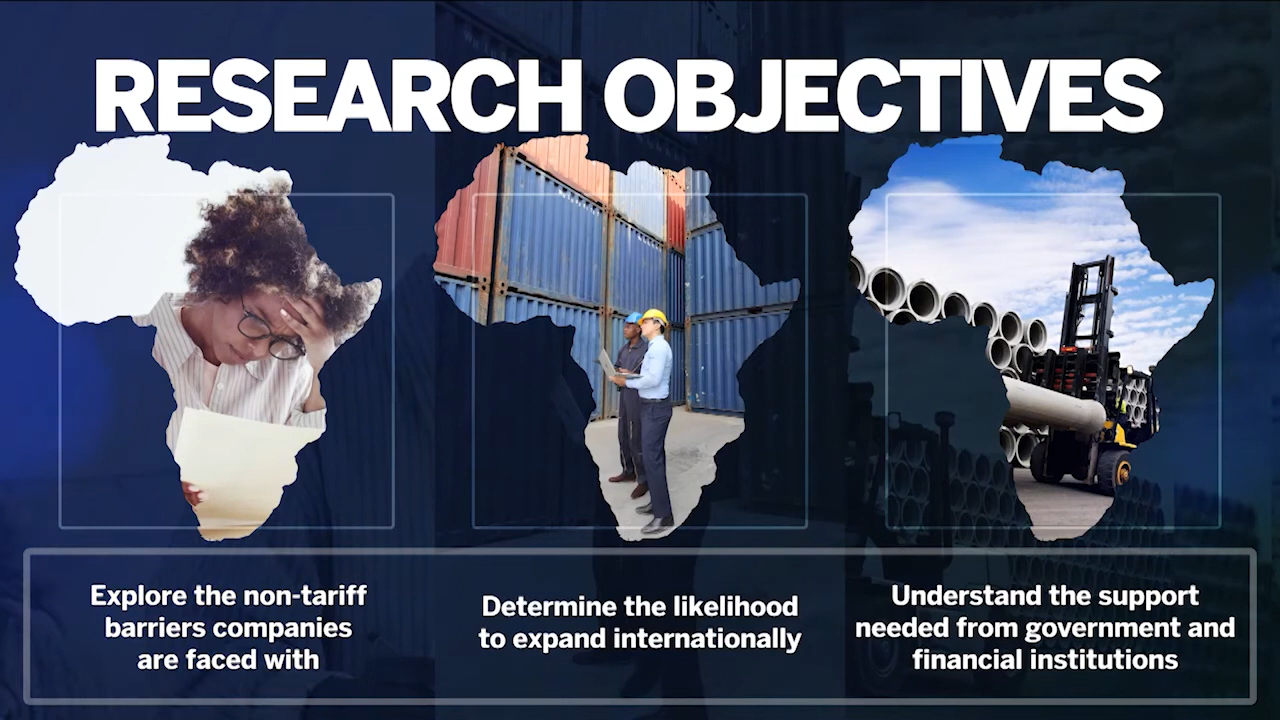 RESEARCH OBJECTIVES
Explore the non-tariff
barriers companies
are faced with
Determine the likelihood
to expand internationally
Understand the support
needed from government and
financial institutions